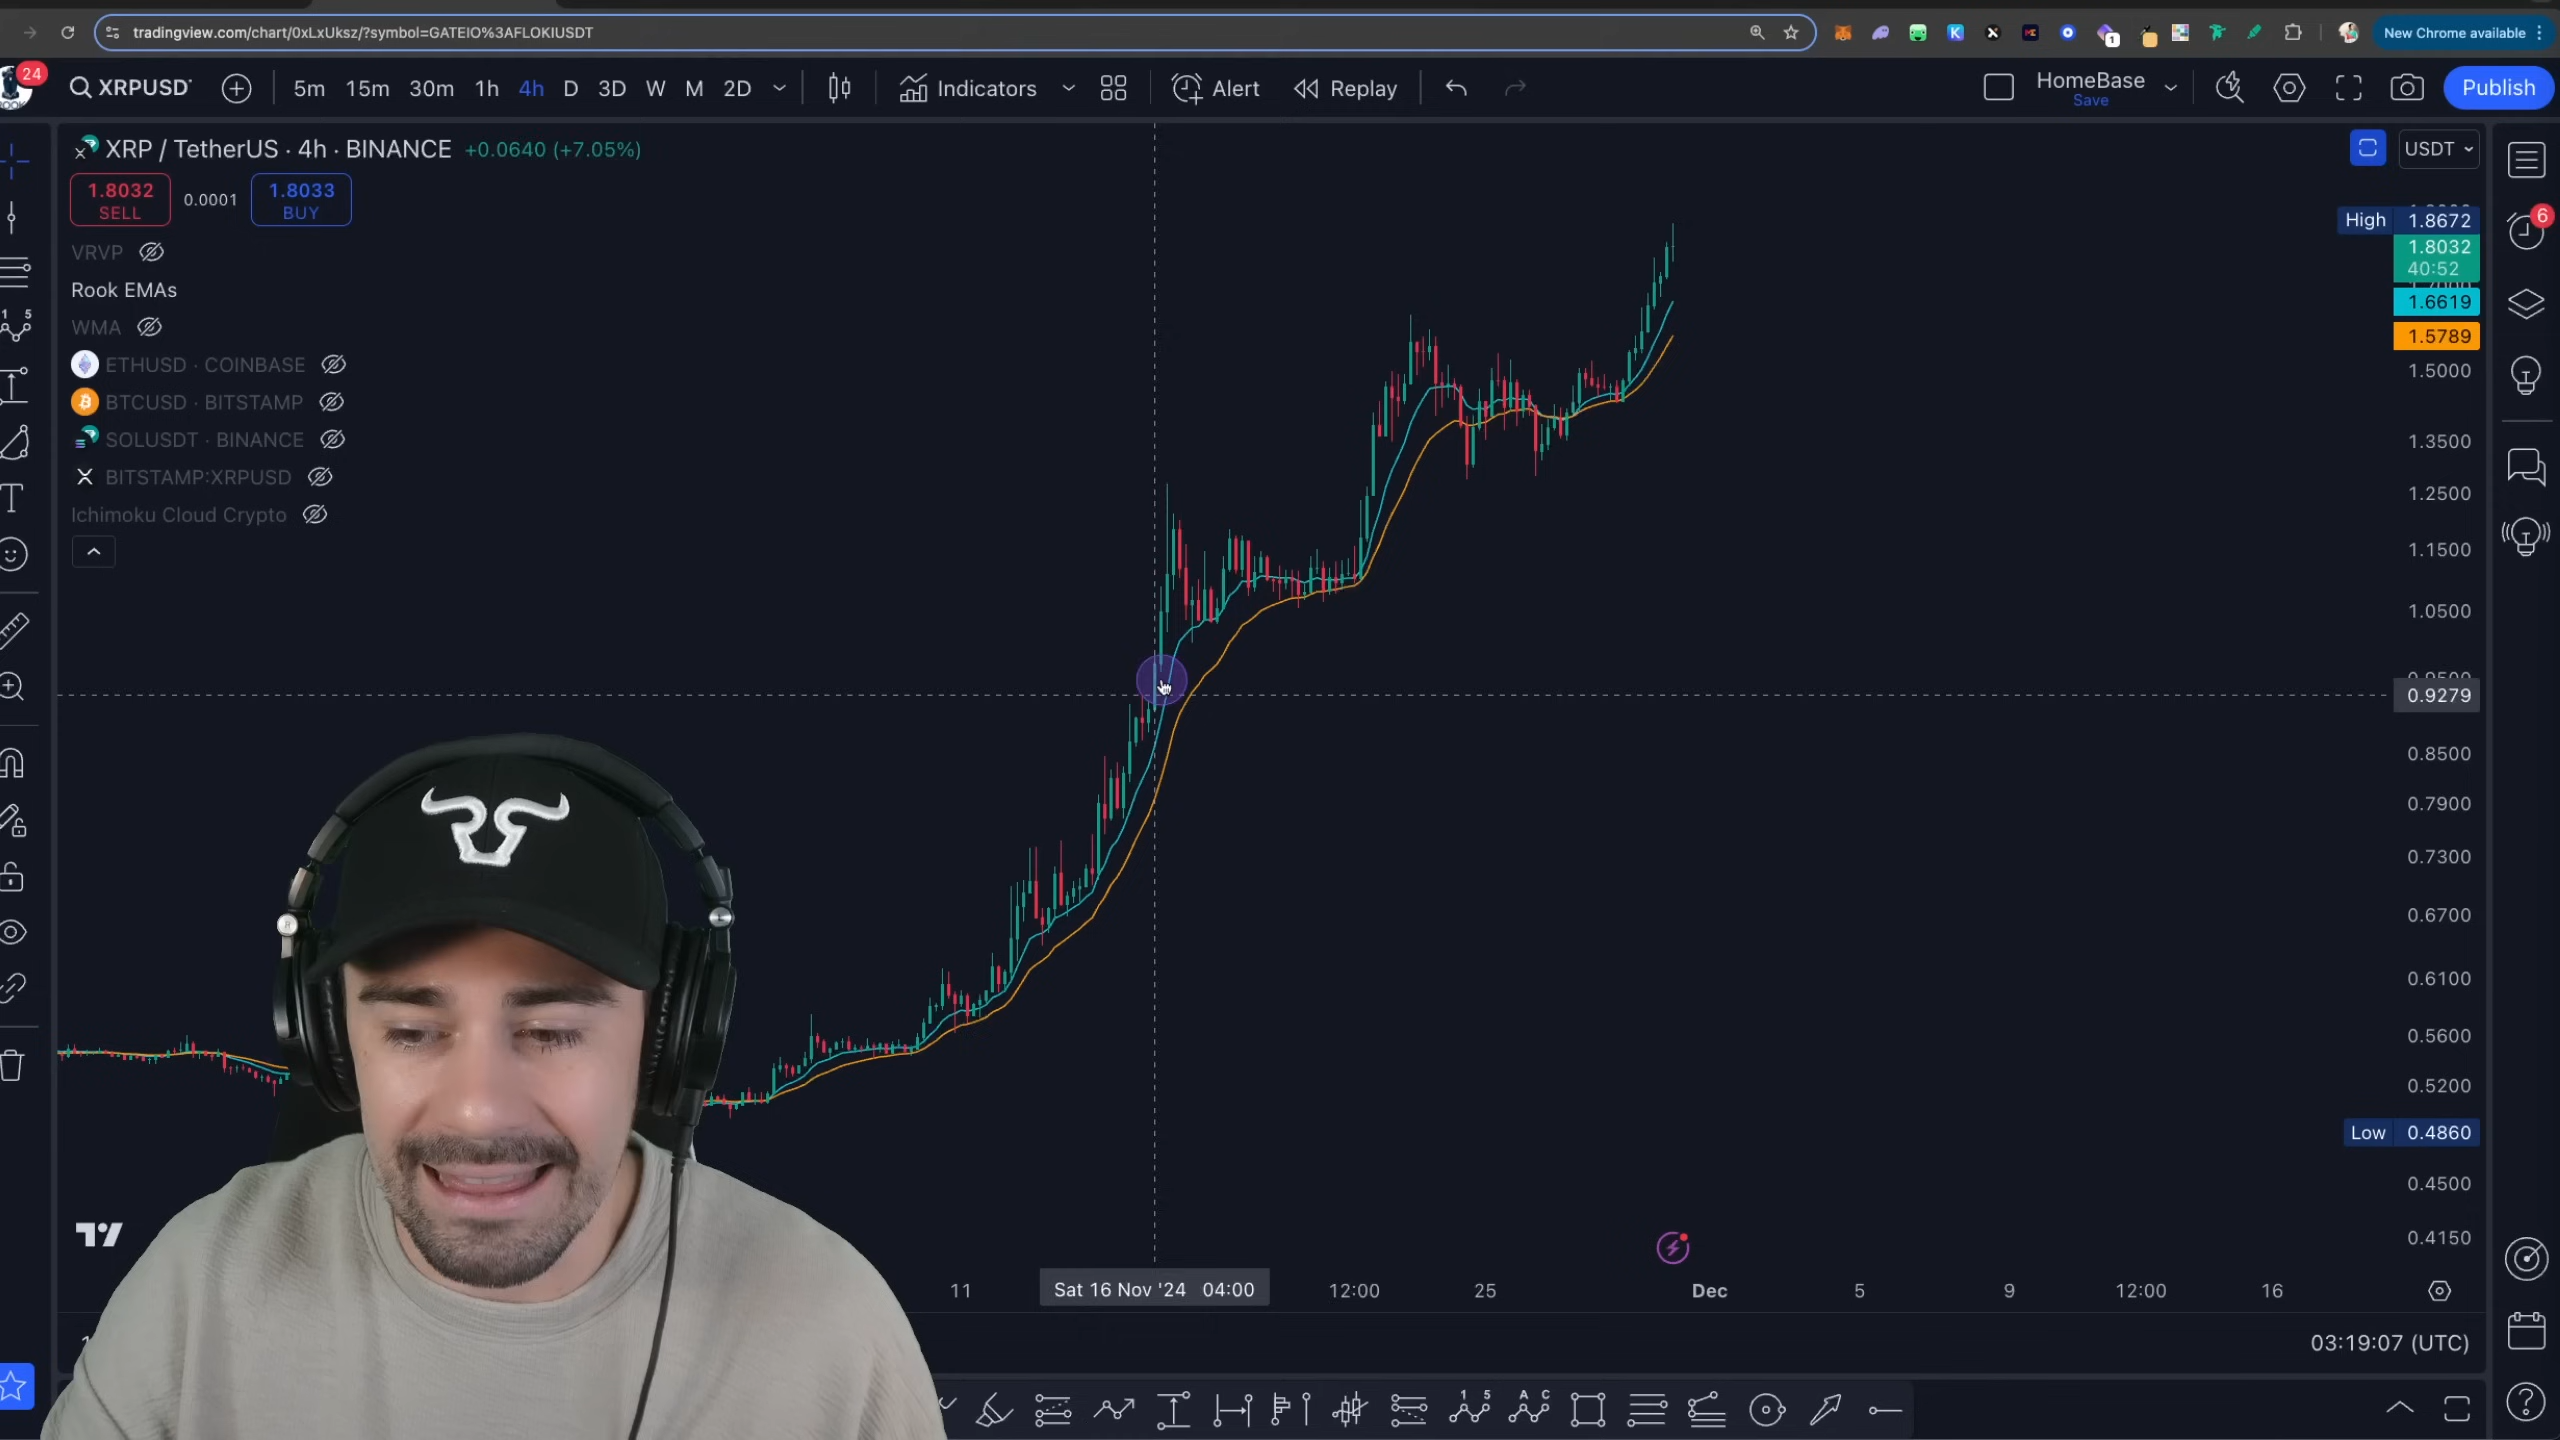 tradingview.com/chart/0xLxUksz/?symbol=GATEIO%3AFLOKIUSDT
New Chrome available
24
XRPUSDT
5m 15m 30m 1h 4h D 3D W M 2D
Indicators
Alert
Replay
HomeBase
Save
Publish
XRP / TetherUS · 4h · BINANCE +0.0640 (+7.05%)
USDT
1.8032
SELL
0.0001
1.8033
BUY
VRVP
Rook EMAs
WMA
ETHUSD · COINBASE
BTCUSD · BITSTAMP
SOLUSDT · BINANCE
BITSTAMP:XRPUSD
Ichimoku Cloud Crypto
High 1.8672
1.8032
40:52
1.6619
1.5789
1.5000
1.3500
1.2500
1.1500
1.0500
0.9279
0.8500
0.7900
0.7300
0.6700
0.6100
0.5600
0.5200
Low 0.4860
0.4500
0.4150
6
11
Sat 16 Nov '24 04:00
12:00
25
Dec
5
9
12:00
16
03:19:07 (UTC)